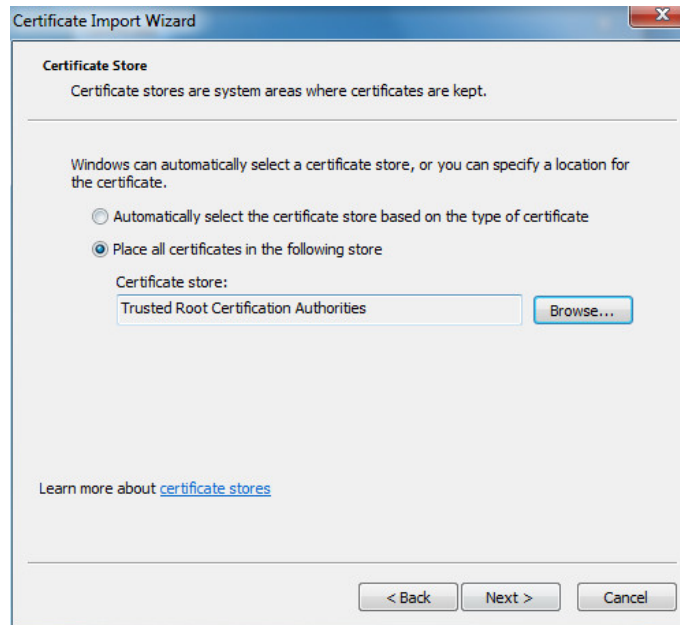 Certificate Import Wizard
Certificate Store
Certificate stores are system areas where certificates are kept.
Windows can automatically select a certificate store, or you can specify a location for
the certificate.
Automatically select the certificate store based on the type of certificate
Place all certificates in the following store
Certificate store:
Trusted Root Certification Authorities
Browse...
Learn more about certificate stores
< Back
Next >
Cancel